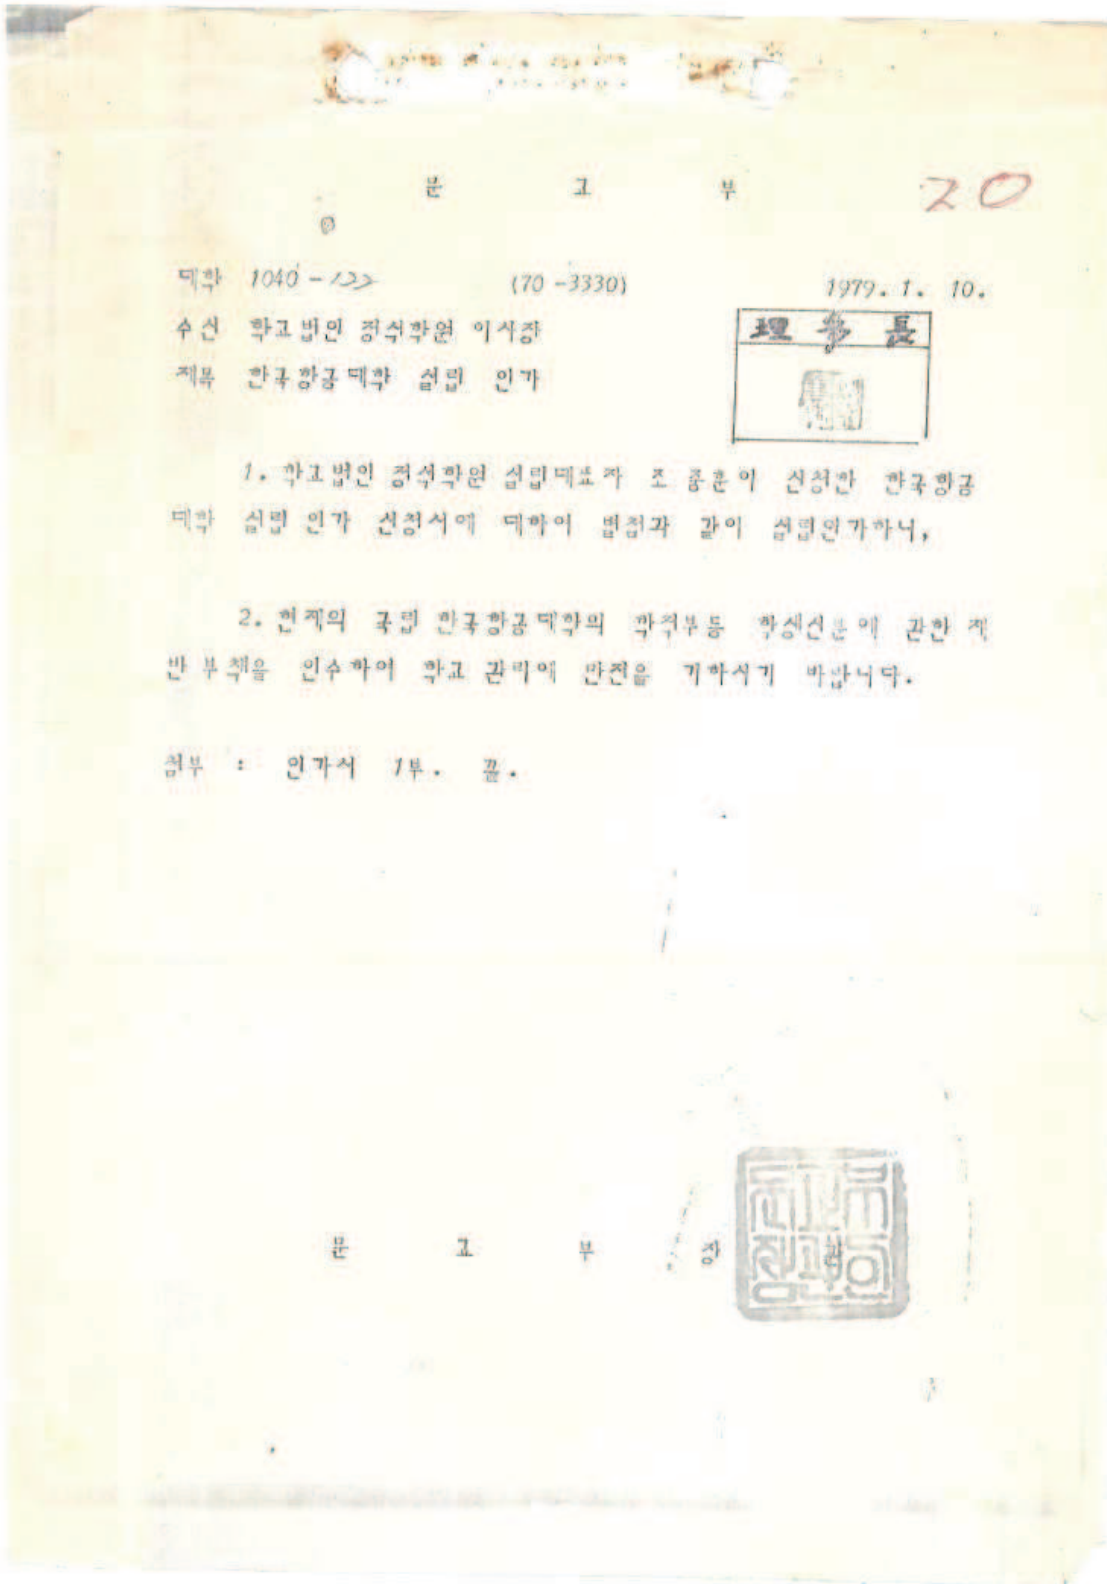 문 교 부
20
대학 1040-122 (70-3330) 1979. 1. 10.
수신 학교법인 정석학원 이사장
제목 한국항공대학 설립 인가
理事長
1. 학교법인 정석학원 설립대표자 조중훈이 신청한 한국항공
대학 설립 인가 신청서에 대하여 별첨과 같이 설립인가하니,
2. 현재의 국립 한국항공대학의 학적부등 학생신분에 관한 제
반 부책을 인수하여 학교 관리에 만전을 기하시기 바랍니다.
첨부 : 인가서 1부. 끝.
문 교 부 장 관
문교부장관인